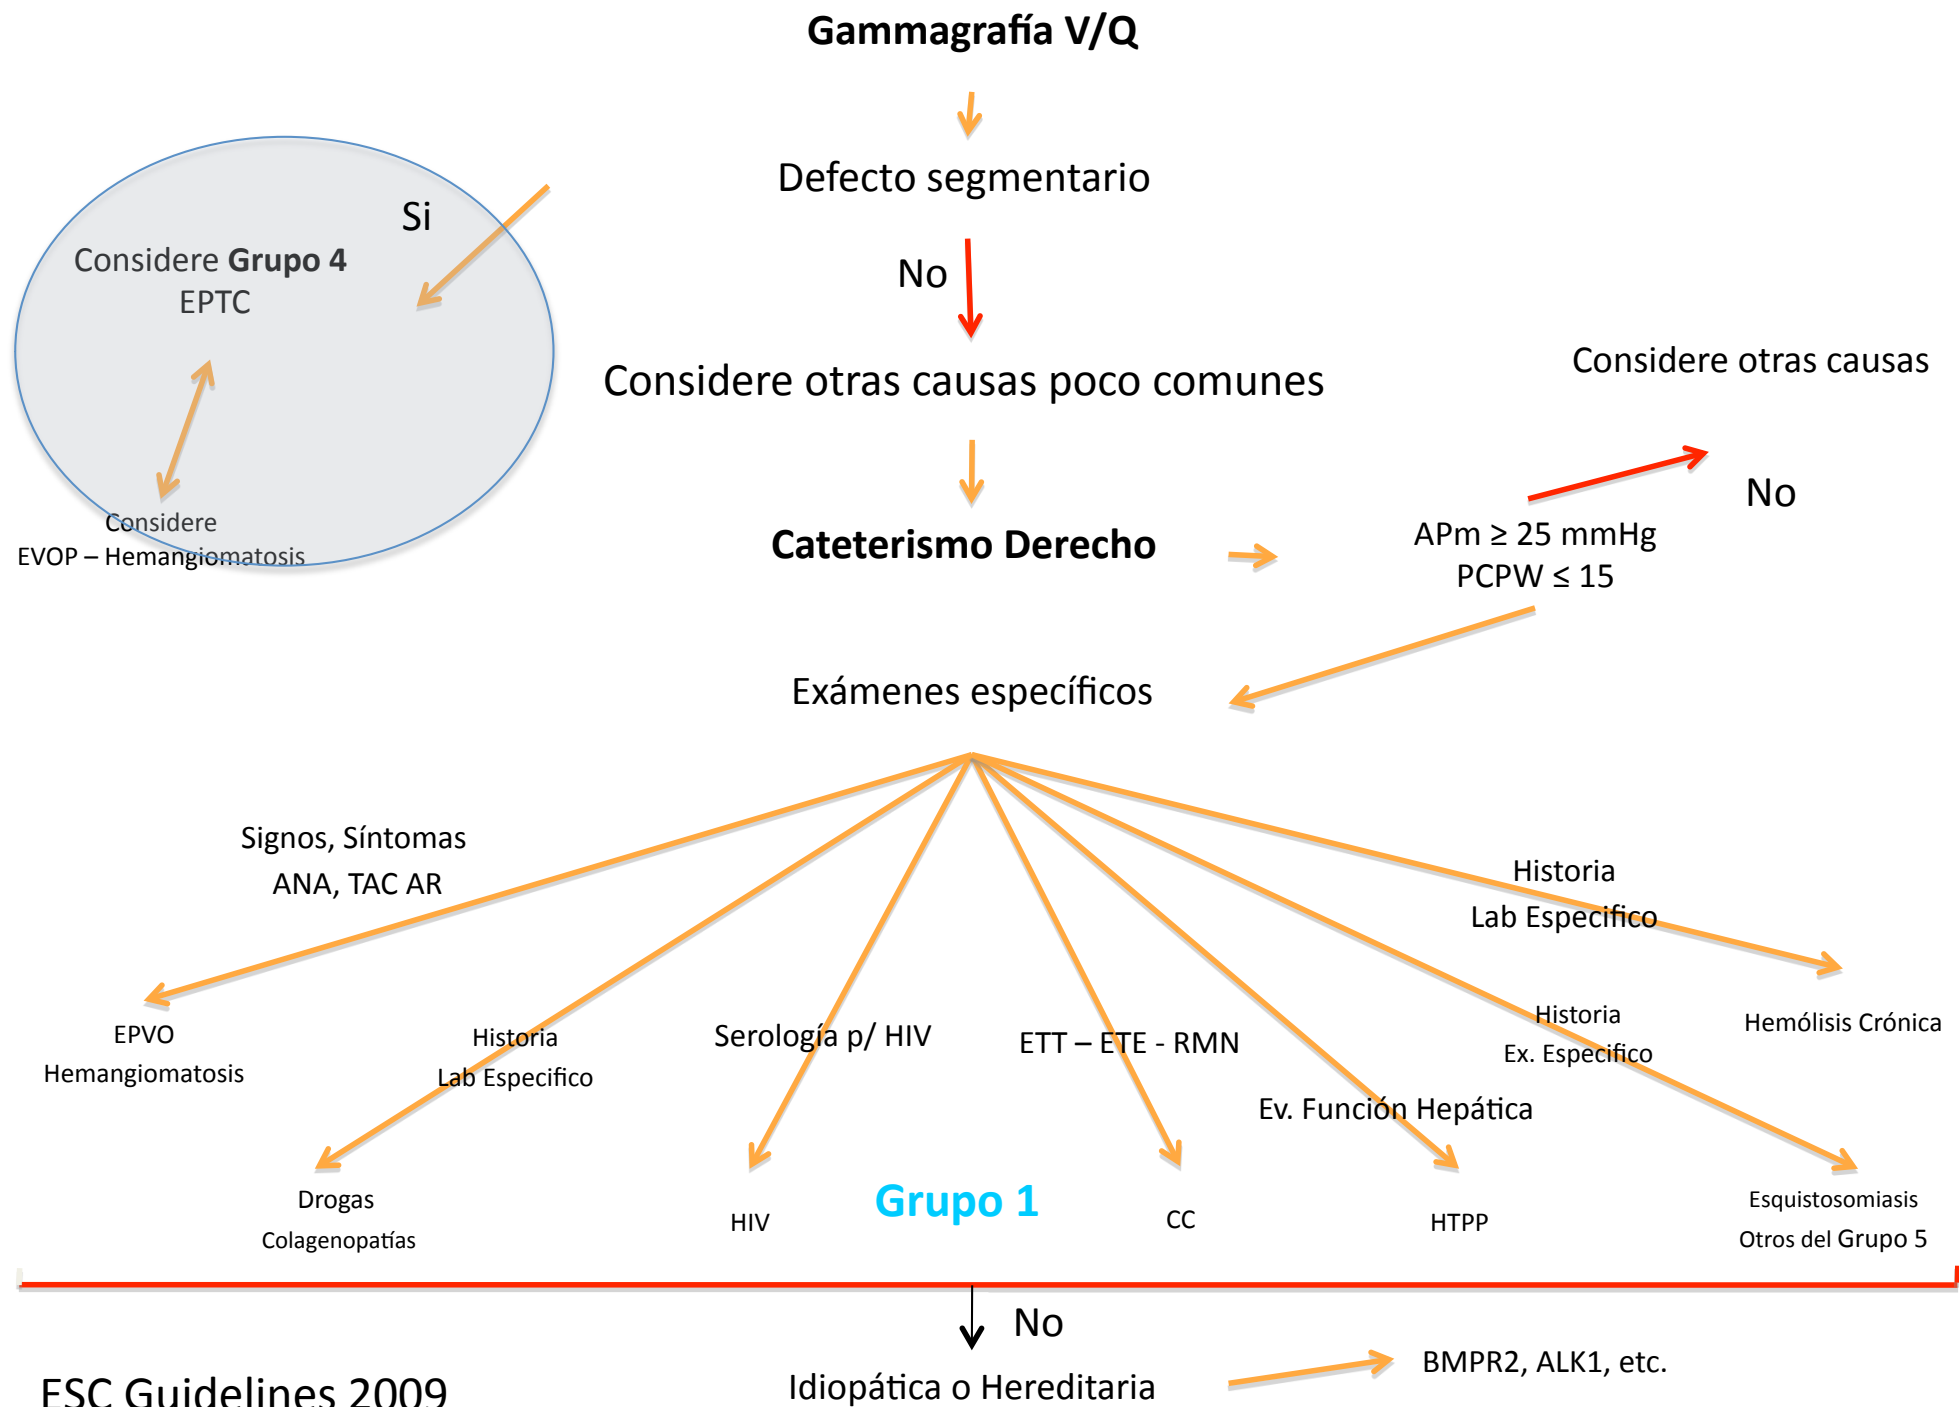 Gammagrafía V/Q
Defecto segmentario
Si
Considere Grupo 4
EPTC
No
Considere otras causas poco comunes
Considere otras causas
No
Considere
EVOP – Hemangiomatosis
Cateterismo Derecho
APm ≥ 25 mmHg
PCPW ≤ 15
Exámenes específicos
Signos, Síntomas
ANA, TAC AR
Historia
Lab Especifico
EPVO
Hemangiomatosis
Historia
Lab Especifico
Serología p/ HIV
ETT – ETE - RMN
Historia
Ex. Especifico
Hemólisis Crónica
Ev. Función Hepática
Drogas
Colagenopatías
HIV
Grupo 1
CC
HTPP
Esquistosomiasis
Otros del Grupo 5
No
Idiopática o Hereditaria
BMPR2, ALK1, etc.
ESC Guidelines 2009